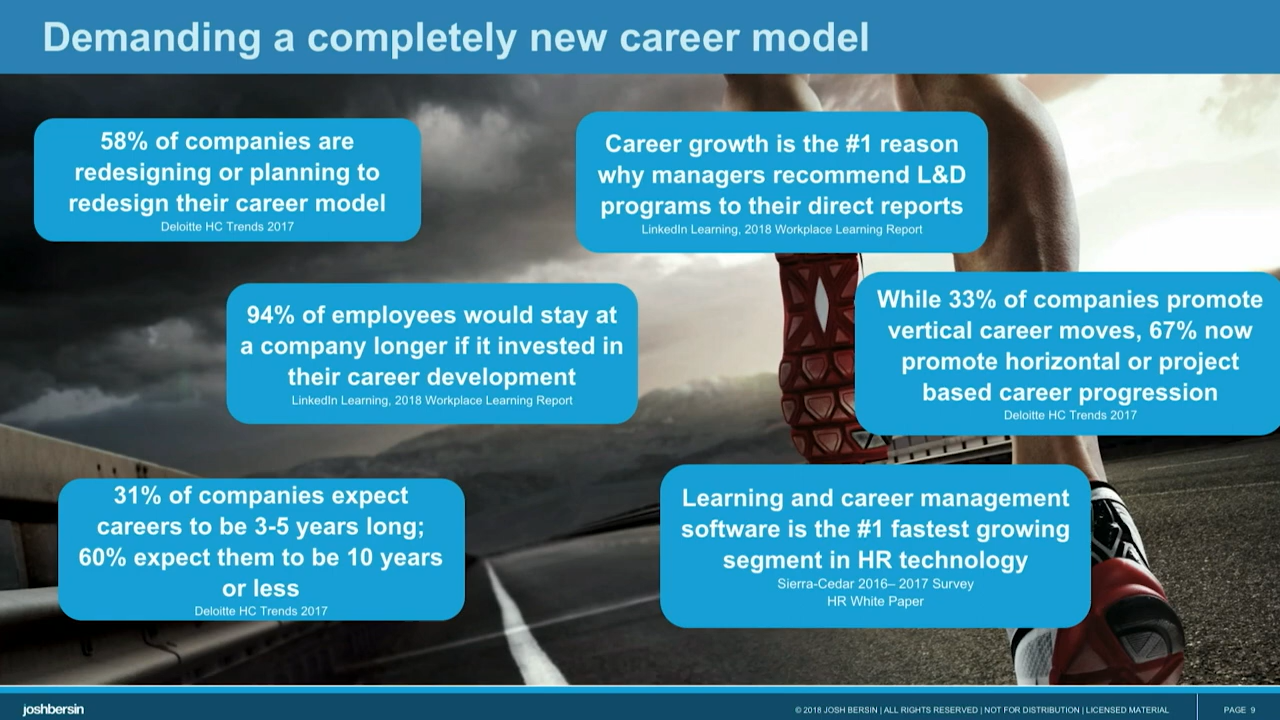 Demanding a completely new career model
58% of companies are
redesigning or planning to
redesign their career model
Deloitte HC Trends 2017
Career growth is the #1 reason
why managers recommend L&D
programs to their direct reports
LinkedIn Learning, 2018 Workplace Learning Report
94% of employees would stay at
a company longer if it invested in
their career development
LinkedIn Learning, 2018 Workplace Learning Report
While 33% of companies promote
vertical career moves, 67% now
promote horizontal or project
based career progression
Deloitte HC Trends 2017
31% of companies expect
careers to be 3-5 years long;
60% expect them to be 10 years
or less
Deloitte HC Trends 2017
Learning and career management
software is the #1 fastest growing
segment in HR technology
Sierra-Cedar 2016– 2017 Survey
HR White Paper
joshbersin
© 2018 JOSH BERSIN | ALL RIGHTS RESERVED | NOT FOR DISTRIBUTION | LICENSED MATERIAL
PAGE 9